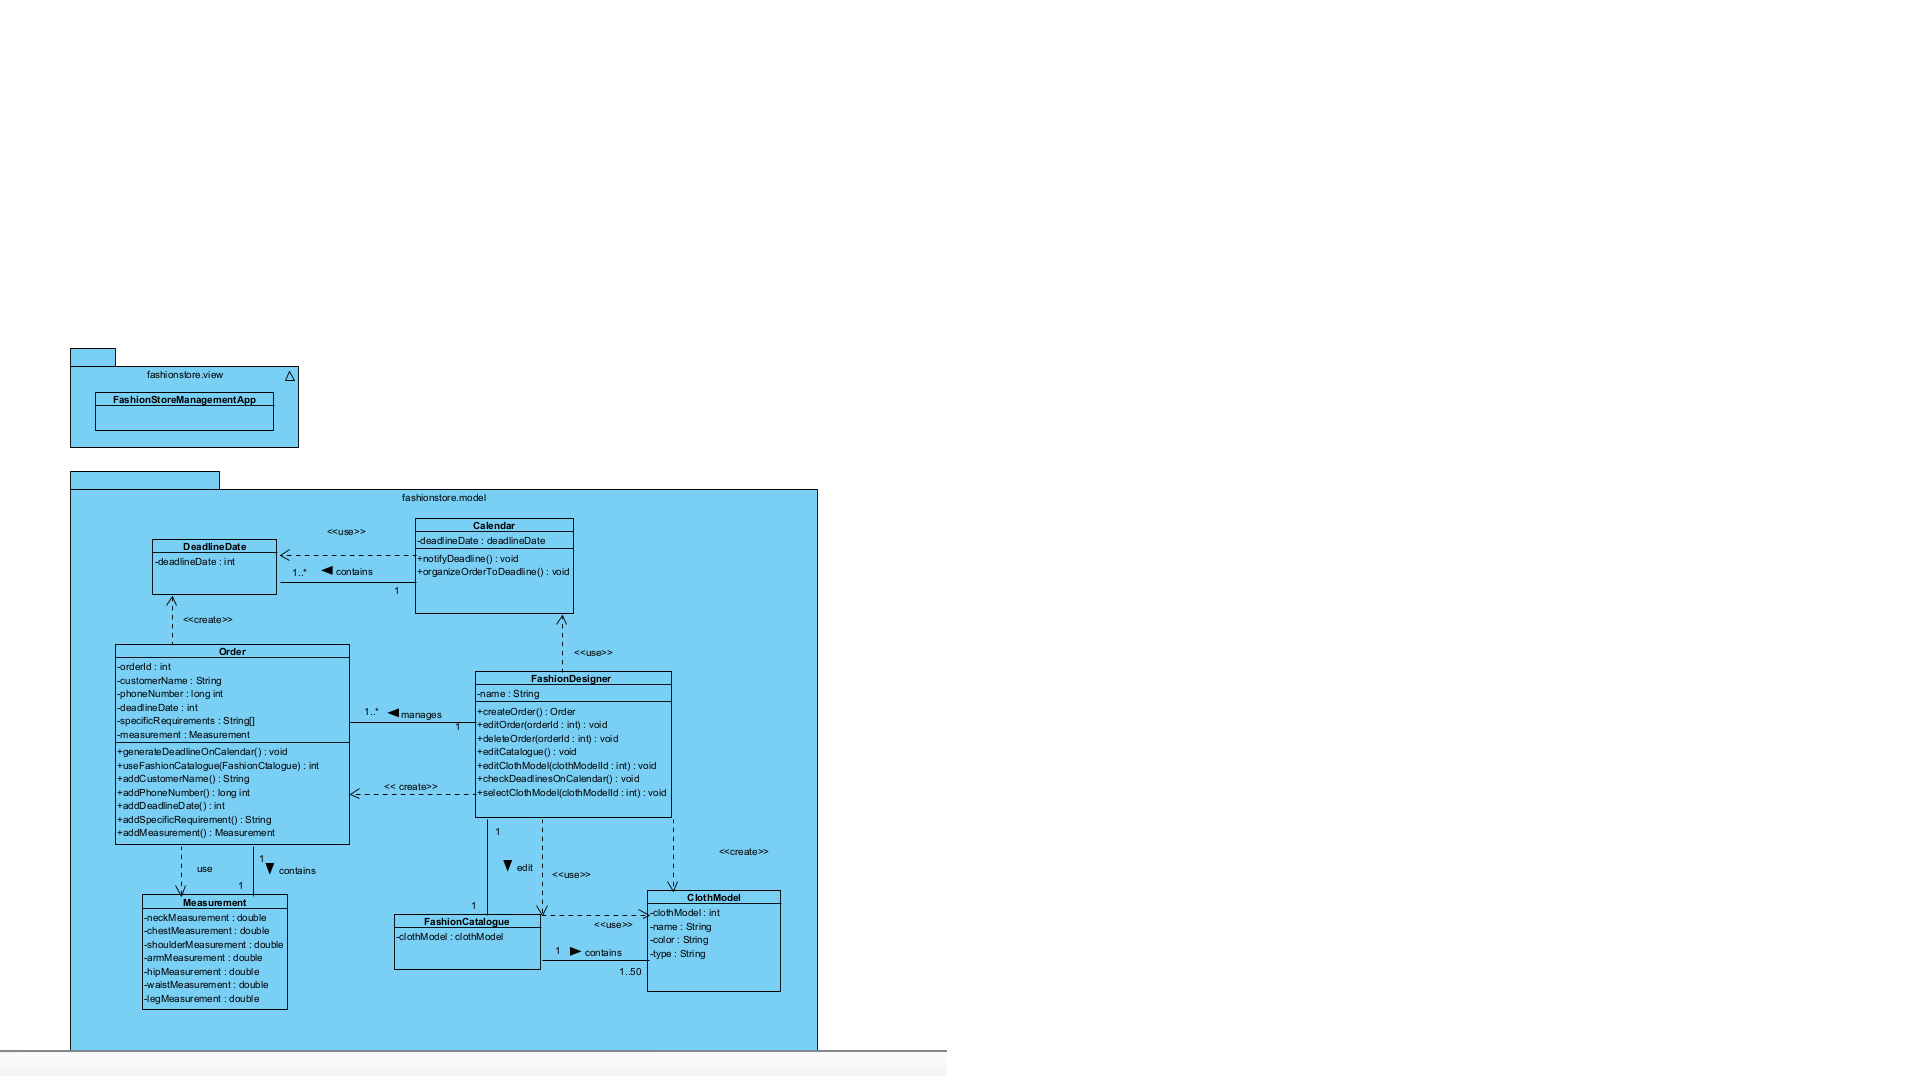 fashionstore.view
FashionStoreManagementApp
fashionstore.model
DeadlineDate
-deadlineDate : int
<<use>>
1..*
contains
1
Calendar
-deadlineDate : deadlineDate
+notifyDeadline() : void
+organizeOrderToDeadline() : void
<<create>>
<<use>>
Order
-orderId : int
-customerName : String
-phoneNumber : long int
-deadlineDate : int
-specificRequirements : String[]
-measurement : Measurement
+generateDeadlineOnCalendar() : void
+useFashionCatalogue(FashionCtalogue) : int
+addCustomerName() : String
+addPhoneNumber() : long int
+addDeadlineDate() : int
+addSpecificRequirement() : String
+addMeasurement() : Measurement
1..*
manages
1
<< create>>
FashionDesigner
-name : String
+createOrder() : Order
+editOrder(orderId : int) : void
+deleteOrder(orderId : int) : void
+editCatalogue() : void
+editClothModel(clothModelId : int) : void
+checkDeadlinesOnCalendar() : void
+selectClothModel(clothModelId : int) : void
use
1
contains
1
1
edit
1
<<use>>
<<create>>
Measurement
-neckMeasurement : double
-chestMeasurement : double
-shoulderMeasurement : double
-armMeasurement : double
-hipMeasurement : double
-waistMeasurement : double
-legMeasurement : double
FashionCatalogue
-clothModel : clothModel
<<use>>
1
contains
1..50
ClothModel
-clothModel : int
-name : String
-color : String
-type : String